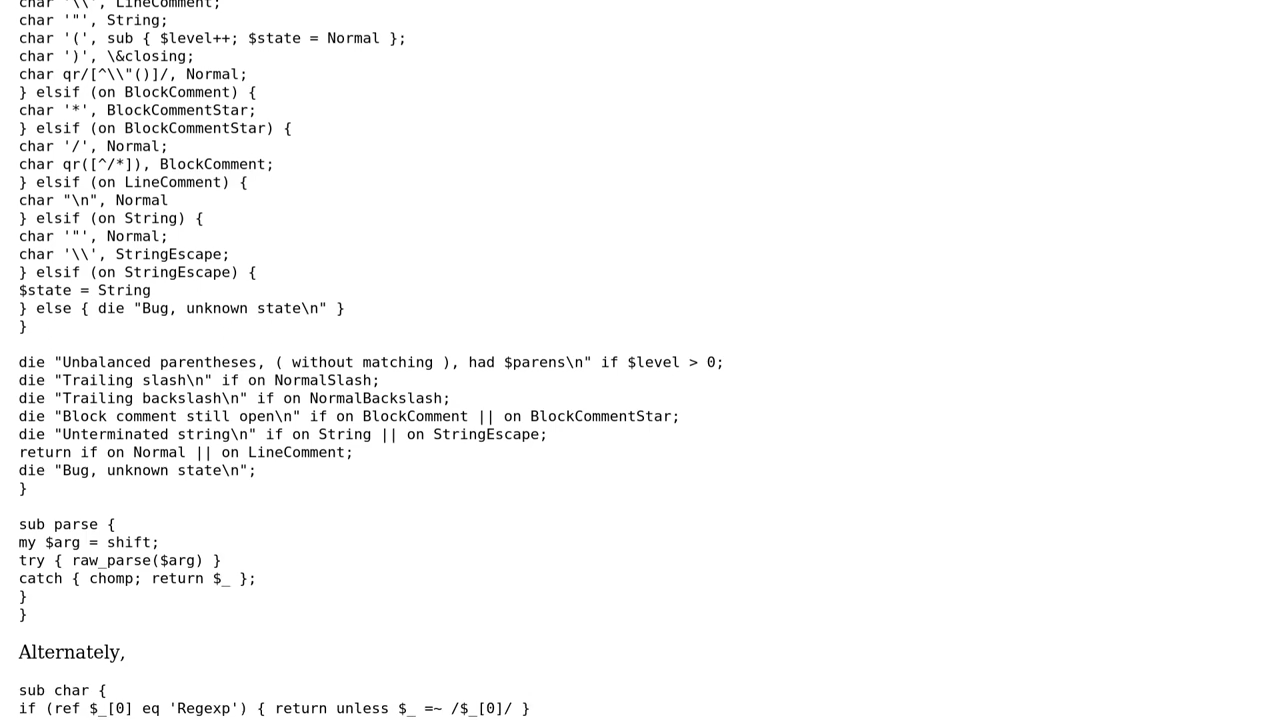 char '\\', LineComment;
char '"', String;
char '(', sub { $level++; $state = Normal };
char ')', \&closing;
char qr/[^\\"()]/, Normal;
} elsif (on BlockComment) {
char '*', BlockCommentStar;
} elsif (on BlockCommentStar) {
char '/', Normal;
char qr([^/*]), BlockComment;
} elsif (on LineComment) {
char "\n", Normal
} elsif (on String) {
char '"', Normal;
char '\\', StringEscape;
} elsif (on StringEscape) {
$state = String
} else { die "Bug, unknown state\n" }
}
die "Unbalanced parentheses, ( without matching ), had $parens\n" if $level > 0;
die "Trailing slash\n" if on NormalSlash;
die "Trailing backslash\n" if on NormalBackslash;
die "Block comment still open\n" if on BlockComment || on BlockCommentStar;
die "Unterminated string\n" if on String || on StringEscape;
return if on Normal || on LineComment;
die "Bug, unknown state\n";
}
sub parse {
my $arg = shift;
try { raw_parse($arg) }
catch { chomp; return $_ };
}
}
Alternately,
sub char {
if (ref $_[0] eq 'Regexp') { return unless $_ =~ /$_[0]/ }